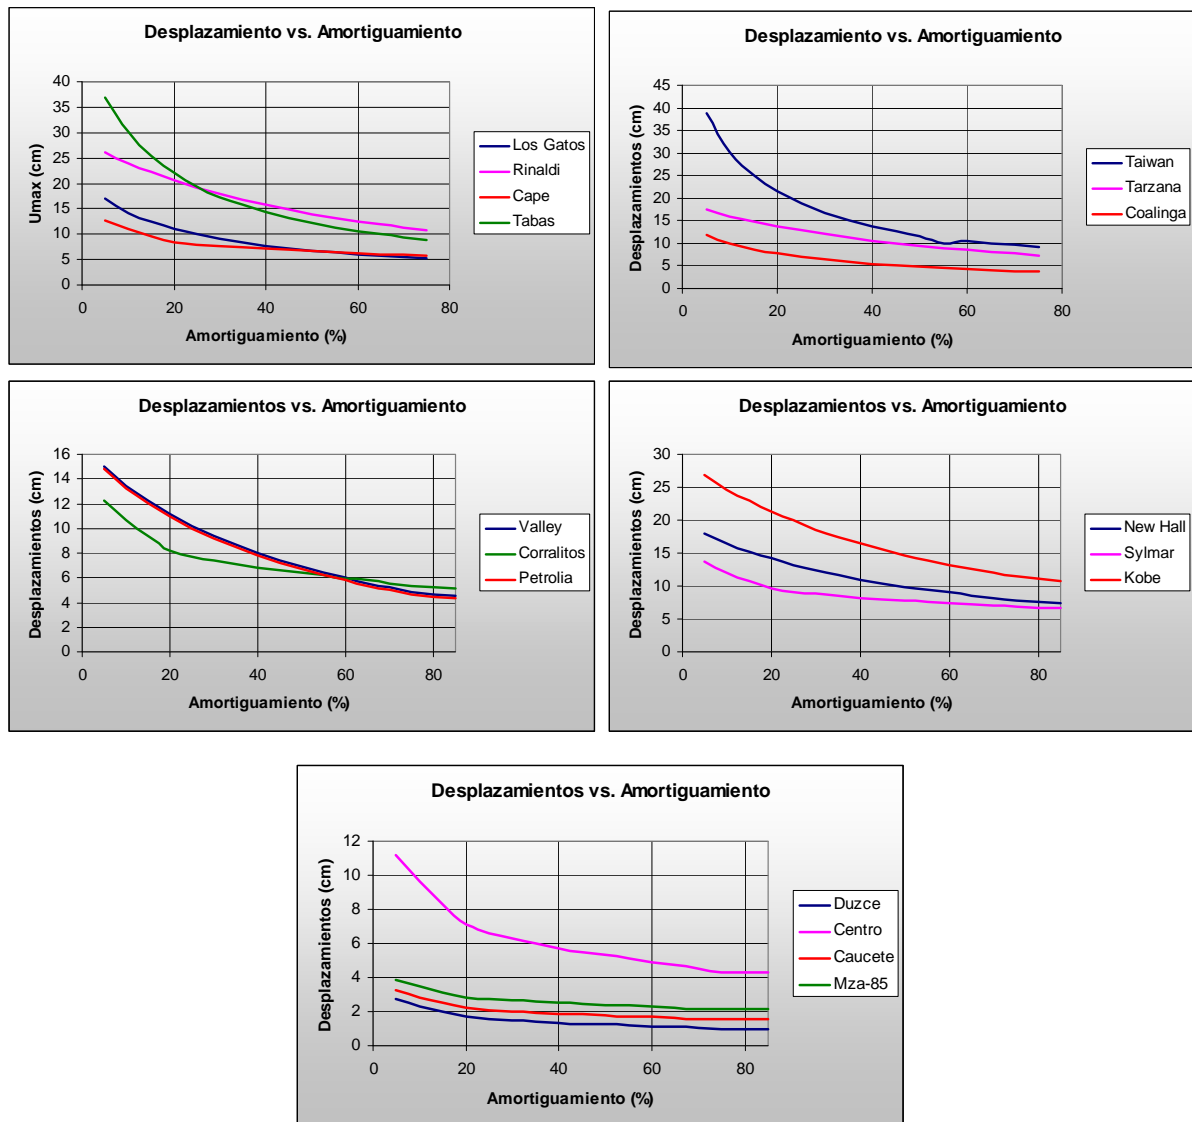 Desplazamiento vs. Amortiguamiento
Umax (cm)
40
35
30
25
20
15
10
5
0
0 20 40 60 80
Amortiguamiento (%)
Los Gatos
Rinaldi
Cape
Tabas
Desplazamiento vs. Amortiguamiento
Desplazamientos (cm)
45
40
35
30
25
20
15
10
5
0
0 20 40 60 80
Amortiguamiento (%)
Taiwan
Tarzana
Coalinga
Desplazamientos vs. Amortiguamiento
Desplazamientos (cm)
16
14
12
10
8
6
4
2
0
0 20 40 60 80
Amortiguamiento (%)
Valley
Corralitos
Petrolia
Desplazamientos vs. Amortiguamiento
Desplazamientos (cm)
30
25
20
15
10
5
0
0 20 40 60 80
Amortiguamiento (%)
New Hall
Sylmar
Kobe
Desplazamientos vs. Amortiguamiento
Desplazamientos (cm)
12
10
8
6
4
2
0
0 20 40 60 80
Amortiguamiento (%)
Duzce
Centro
Caucete
Mza-85